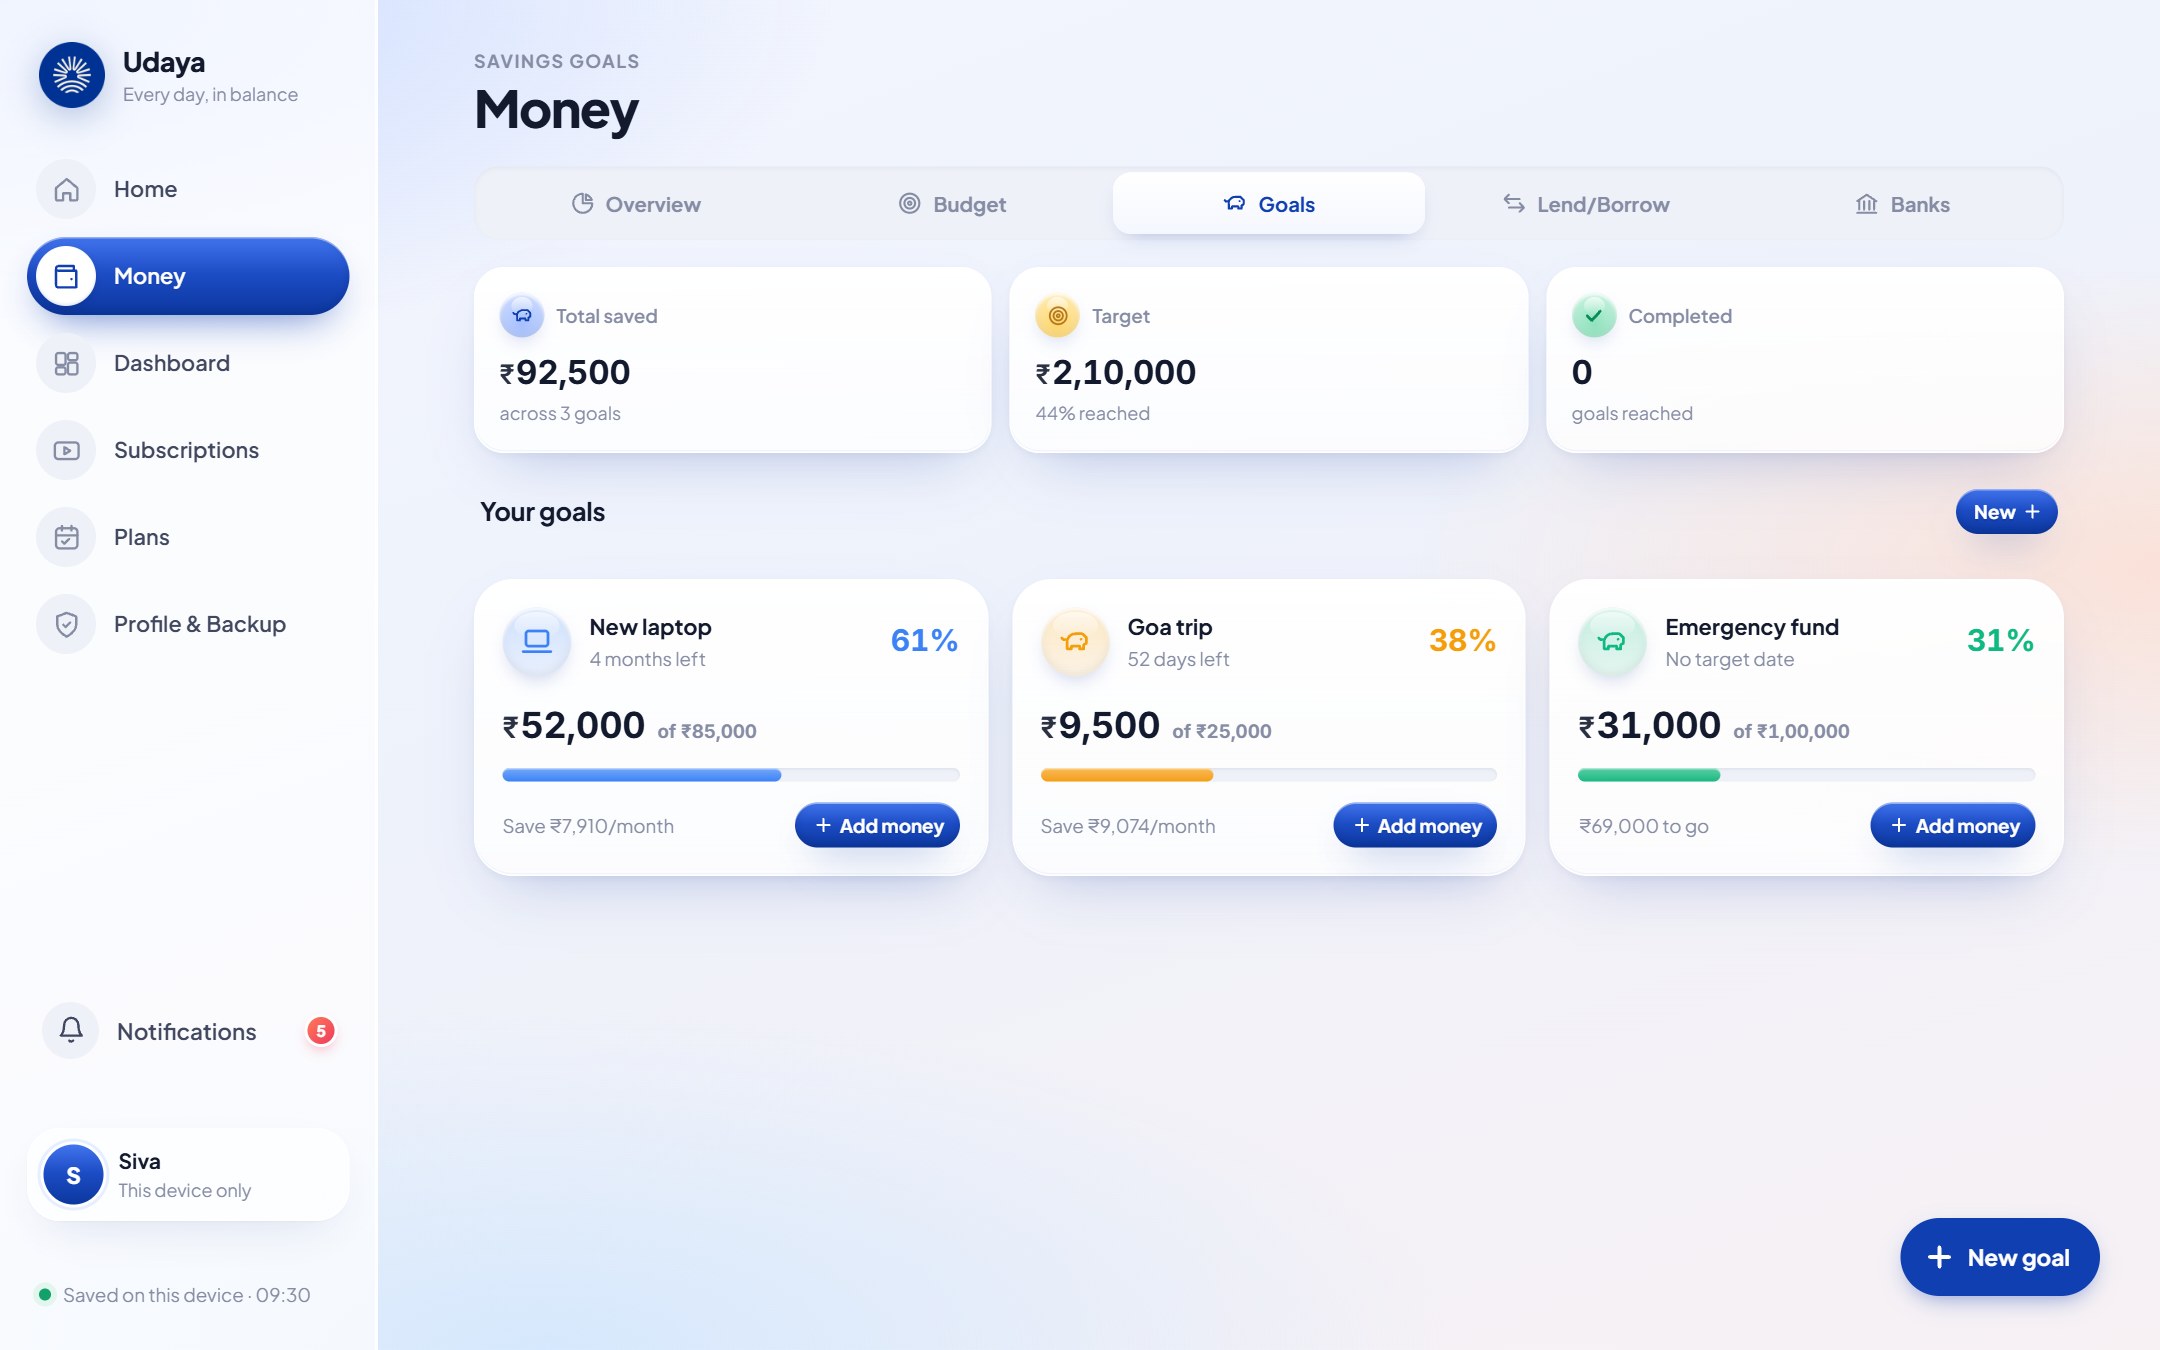 Udaya
Every day, in balance
Home
Money
Dashboard
Subscriptions
Plans
Profile & Backup
Notifications
5
S
Siva
This device only
Saved on this device · 09:30
SAVINGS GOALS
Money
Overview
Budget
Goals
Lend/Borrow
Banks
Total saved
₹92,500
across 3 goals
Target
₹2,10,000
44% reached
Completed
0
goals reached
Your goals
New +
New laptop
4 months left
61%
₹52,000 of ₹85,000
Save ₹7,910/month
+ Add money
Goa trip
52 days left
38%
₹9,500 of ₹25,000
Save ₹9,074/month
+ Add money
Emergency fund
No target date
31%
₹31,000 of ₹1,00,000
₹69,000 to go
+ Add money
+ New goal